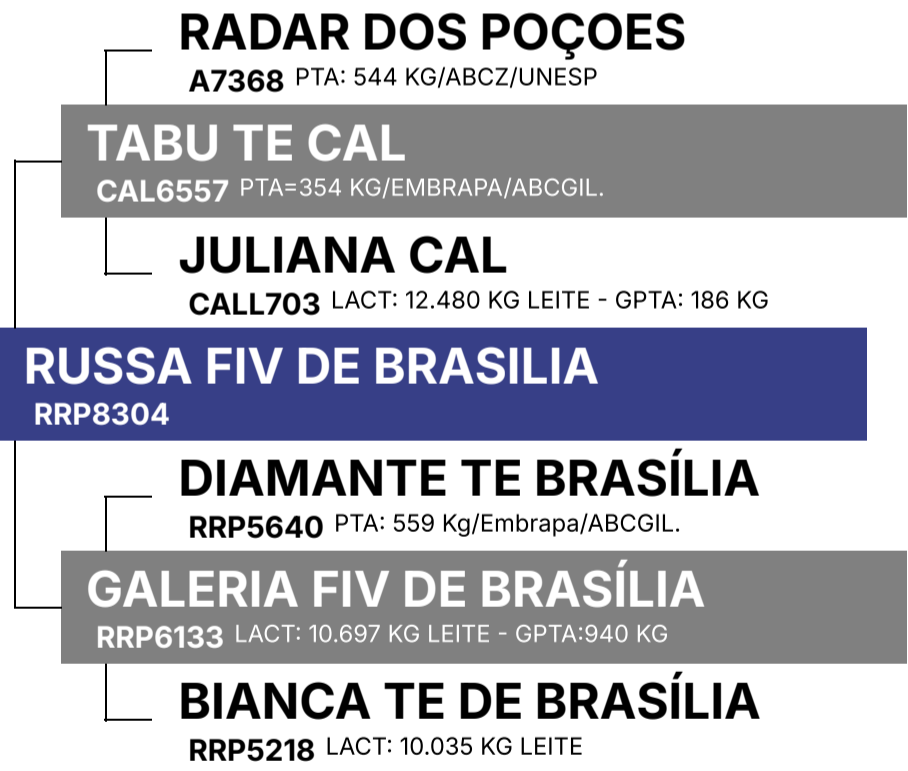 RADAR DOS POÇOES
A7368 PTA: 544 KG/ABCZ/UNESP
TABU TE CAL
CAL6557 PTA=354 KG/EMBRAPA/ABCGIL.
JULIANA CAL
CALL703 LACT: 12.480 KG LEITE - GPTA: 186 KG
RUSSA FIV DE BRASILIA
RRP8304
DIAMANTE TE BRASÍLIA
RRP5640 PTA: 559 Kg/Embrapa/ABCGIL.
GALERIA FIV DE BRASÍLIA
RRP6133 LACT: 10.697 KG LEITE - GPTA:940 KG
BIANCA TE DE BRASÍLIA
RRP5218 LACT: 10.035 KG LEITE